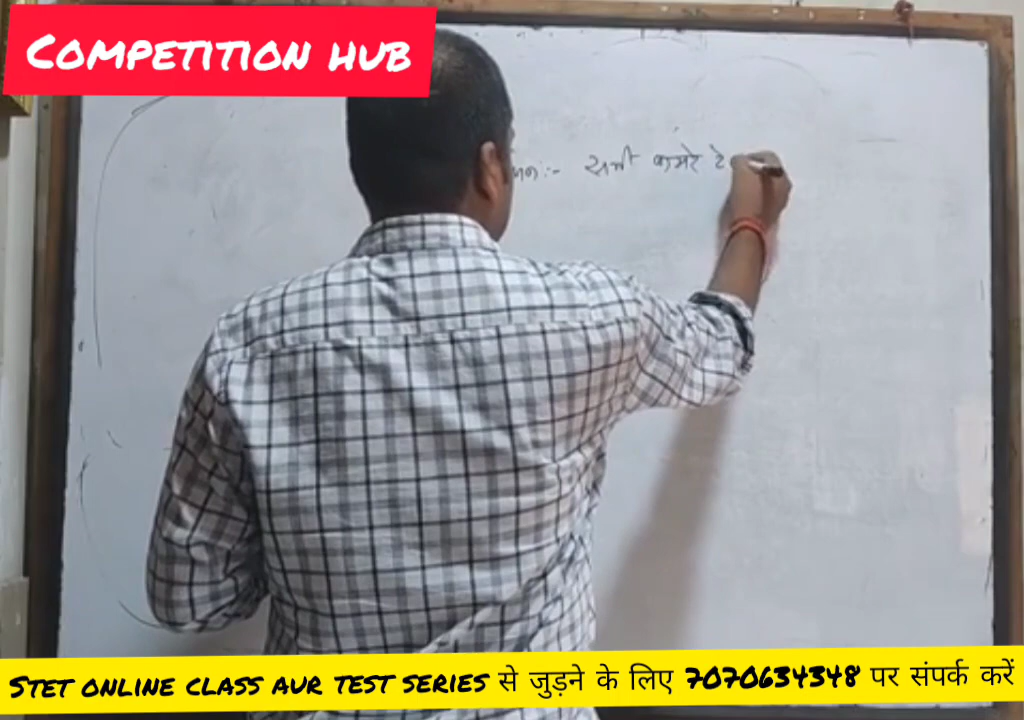 COMPETITION HUB
सभी कमरे
STET ONLINE CLASS AUR TEST SERIES से जुड़ने के लिए 7070634348 पर संपर्क करें